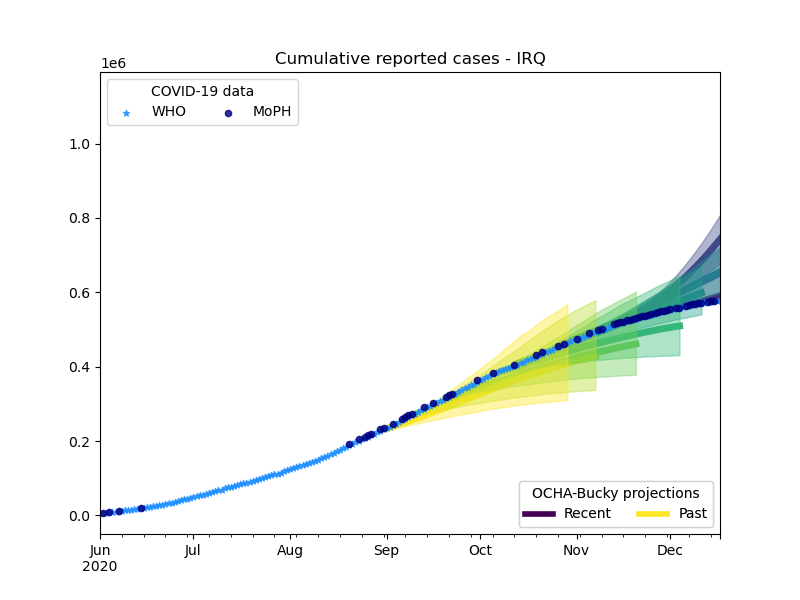 Cumulative reported cases - IRQ
1e6
COVID-19 data
WHO MoPH
1.0
0.8
0.6
0.4
0.2
0.0
OCHA-Bucky projections
Recent Past
Jun Jul Aug Sep Oct Nov Dec
2020